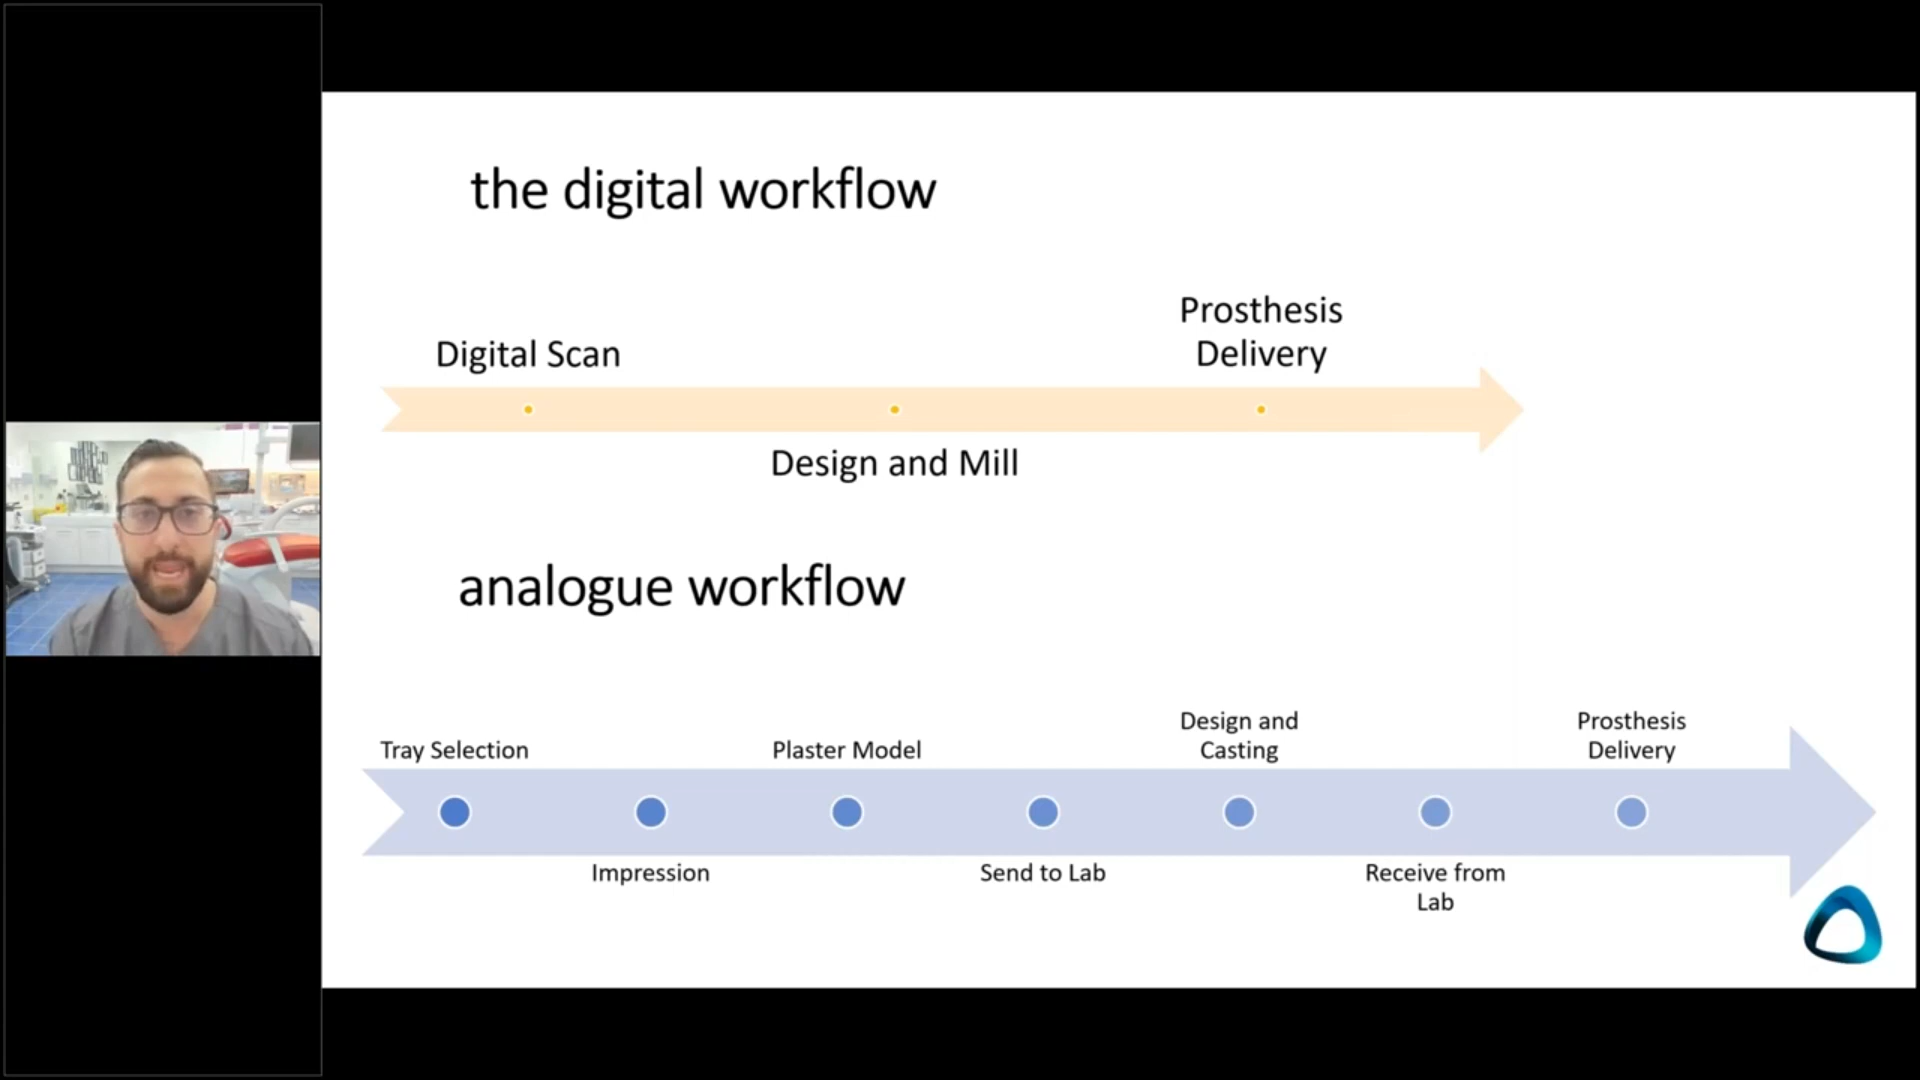 the digital workflow
Digital Scan
Design and Mill
Prosthesis
Delivery
analogue workflow
Tray Selection
Impression
Plaster Model
Send to Lab
Design and
Casting
Receive from
Lab
Prosthesis
Delivery